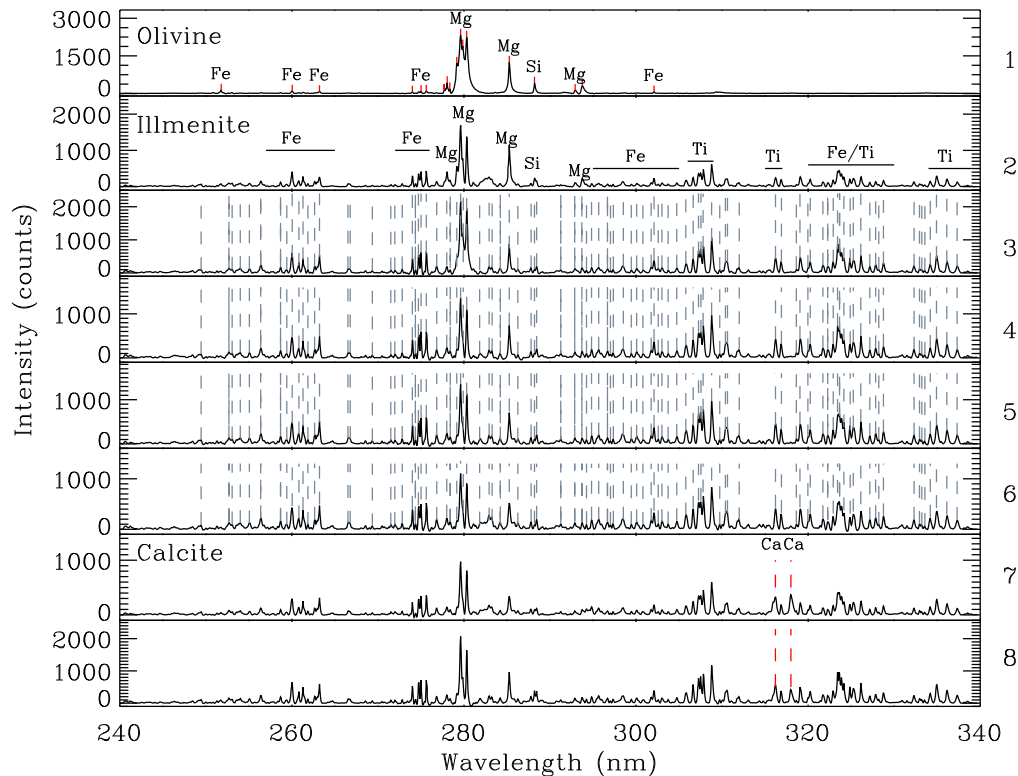 3000
1500
0
Olivine
Fe
Fe
Fe
Fe
Mg
Mg
Si
Mg
Fe
1
2000
1000
0
Illmenite
Fe
Fe
Mg
Mg
Mg
Si
Mg
Fe
Ti
Ti
Fe/Ti
Ti
2
2000
1000
0
3
1000
0
4
1000
0
5
1000
0
6
1000
0
Calcite
Ca
Ca
7
2000
1000
0
8
240
260
280
300
320
340
Wavelength (nm)
Intensity (counts)